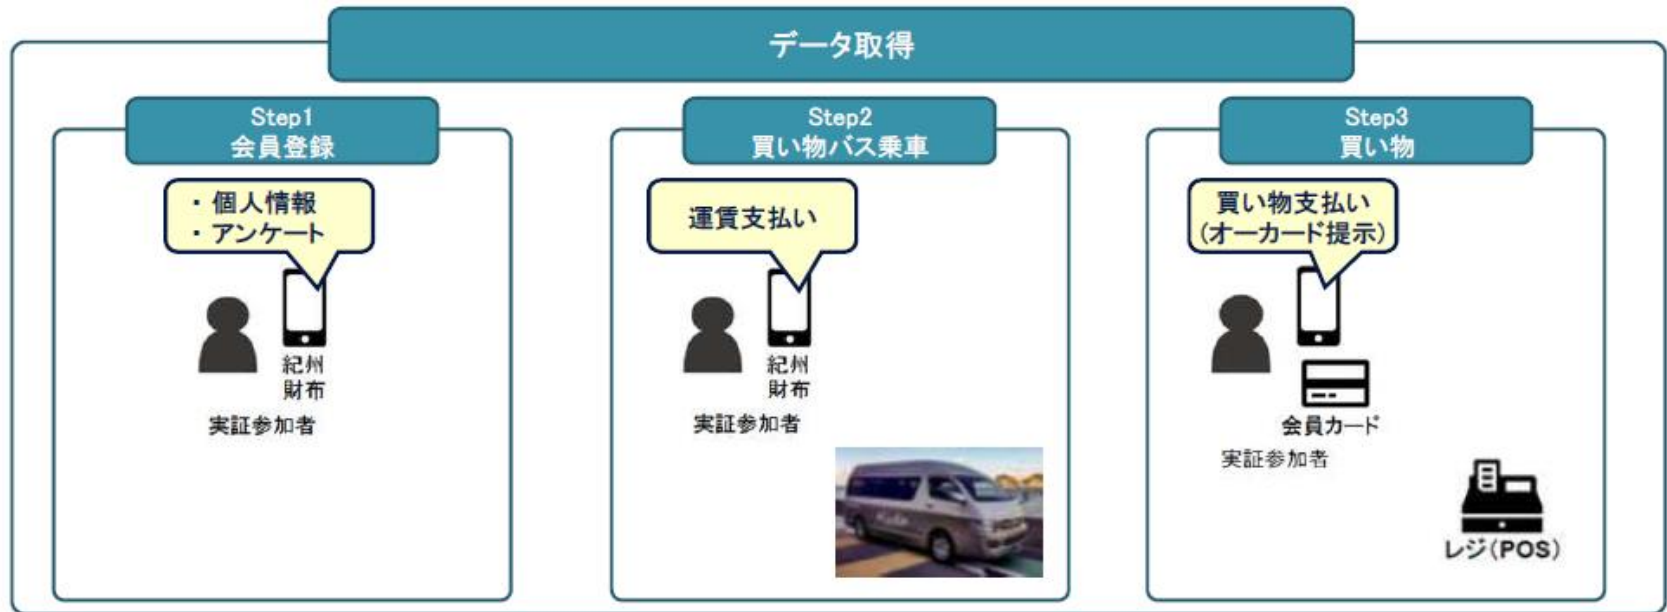 データ取得
Step1
会員登録
・ 個人情報
・ アンケート
紀州
財布
実証参加者
Step2
買い物バス乗車
運賃支払い
紀州
財布
実証参加者
Step3
買い物
買い物支払い
(オーカード提示)
会員カード
実証参加者
レジ(POS)